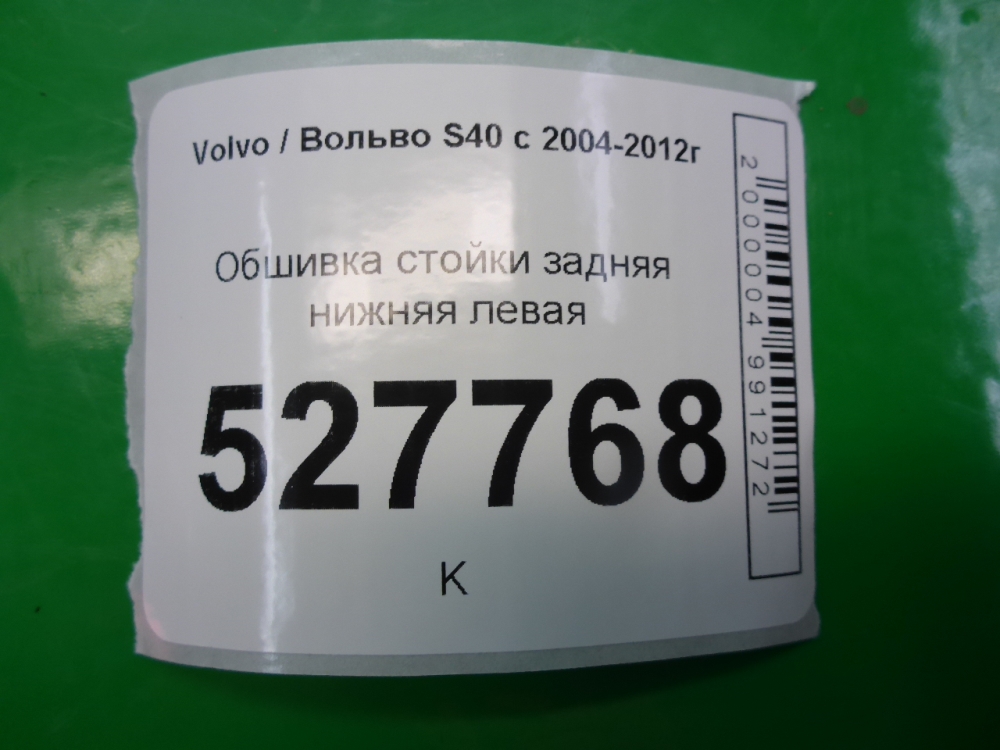 Volvo / Вольво S40 с 2004-2012г
Обшивка стойки задняя
нижняя левая
527768
К
2000004991272